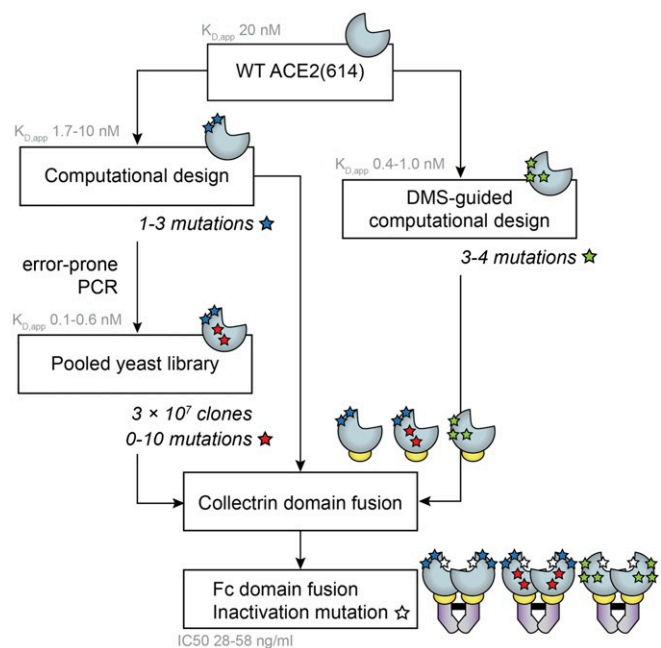 K_D,app 20 nM
WT ACE2(614)
K_D,app 1.7-10 nM
Computational design
1-3 mutations
K_D,app 0.4-1.0 nM
DMS-guided
computational design
3-4 mutations
error-prone
PCR
K_D,app 0.1-0.6 nM
Pooled yeast library
3 × 10⁷ clones
0-10 mutations
Collectrin domain fusion
Fc domain fusion
Inactivation mutation
IC50 28-58 ng/ml